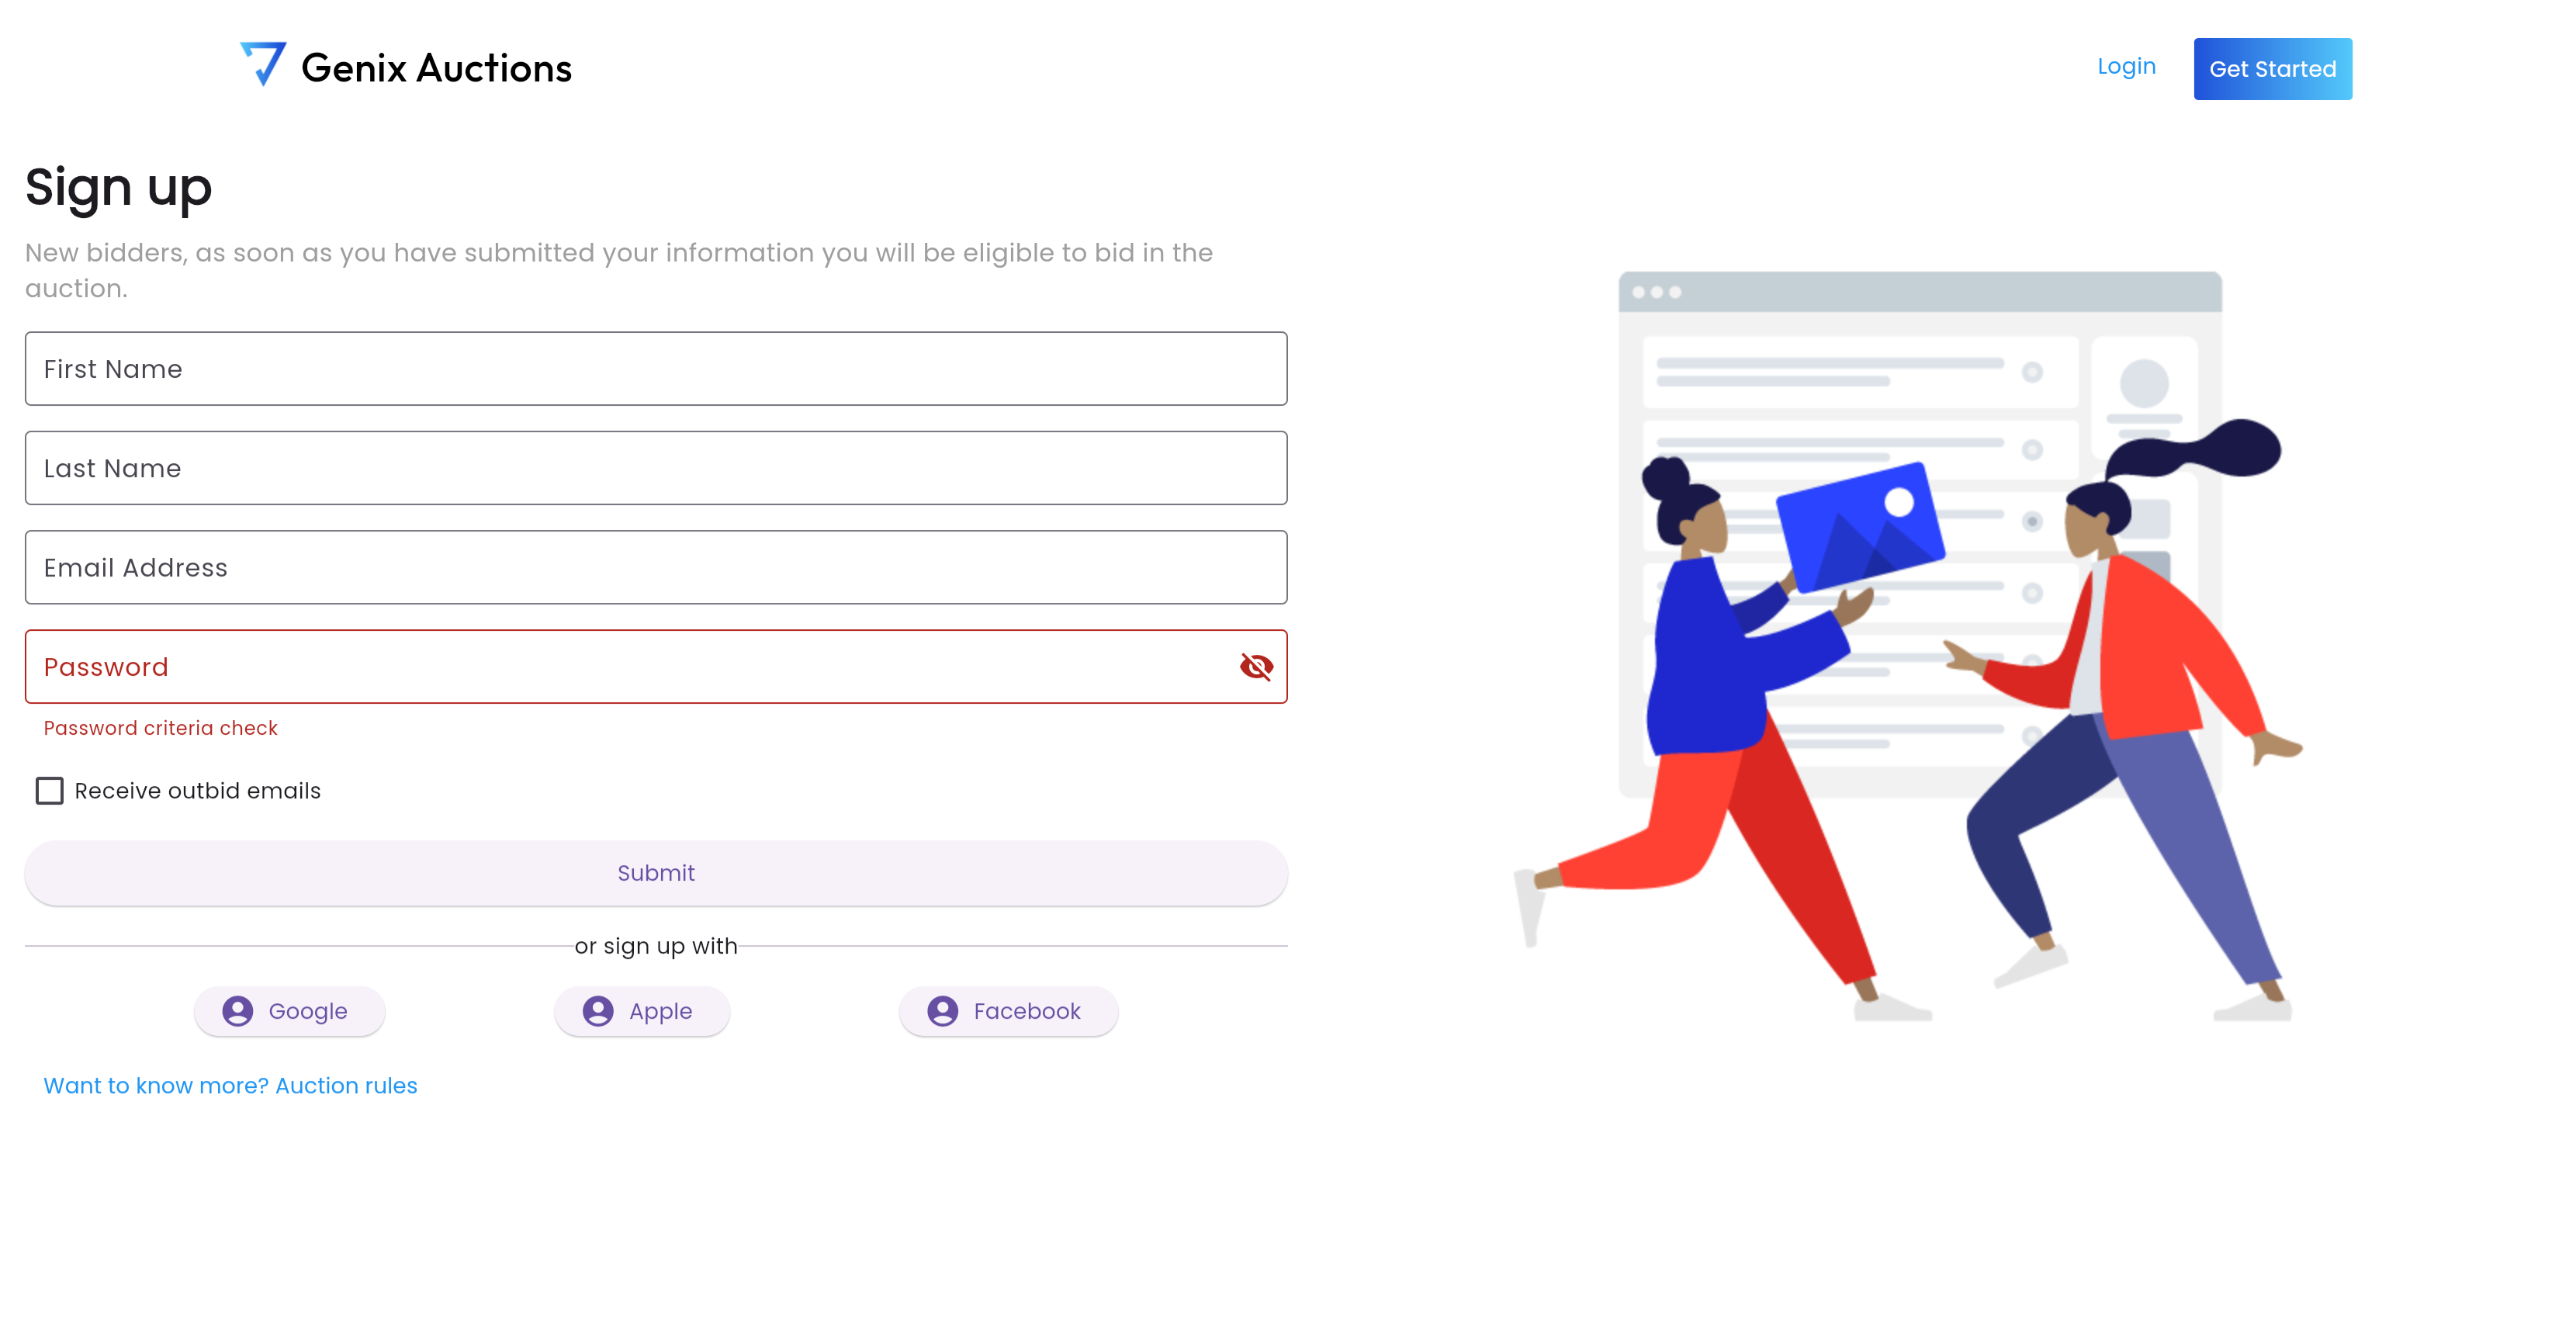 Genix Auctions
Login
Get Started
Sign up
New bidders, as soon as you have submitted your information you will be eligible to bid in the
auction.
First Name
Last Name
Email Address
Password
Password criteria check
Receive outbid emails
Submit
or sign up with
Google
Apple
Facebook
Want to know more? Auction rules